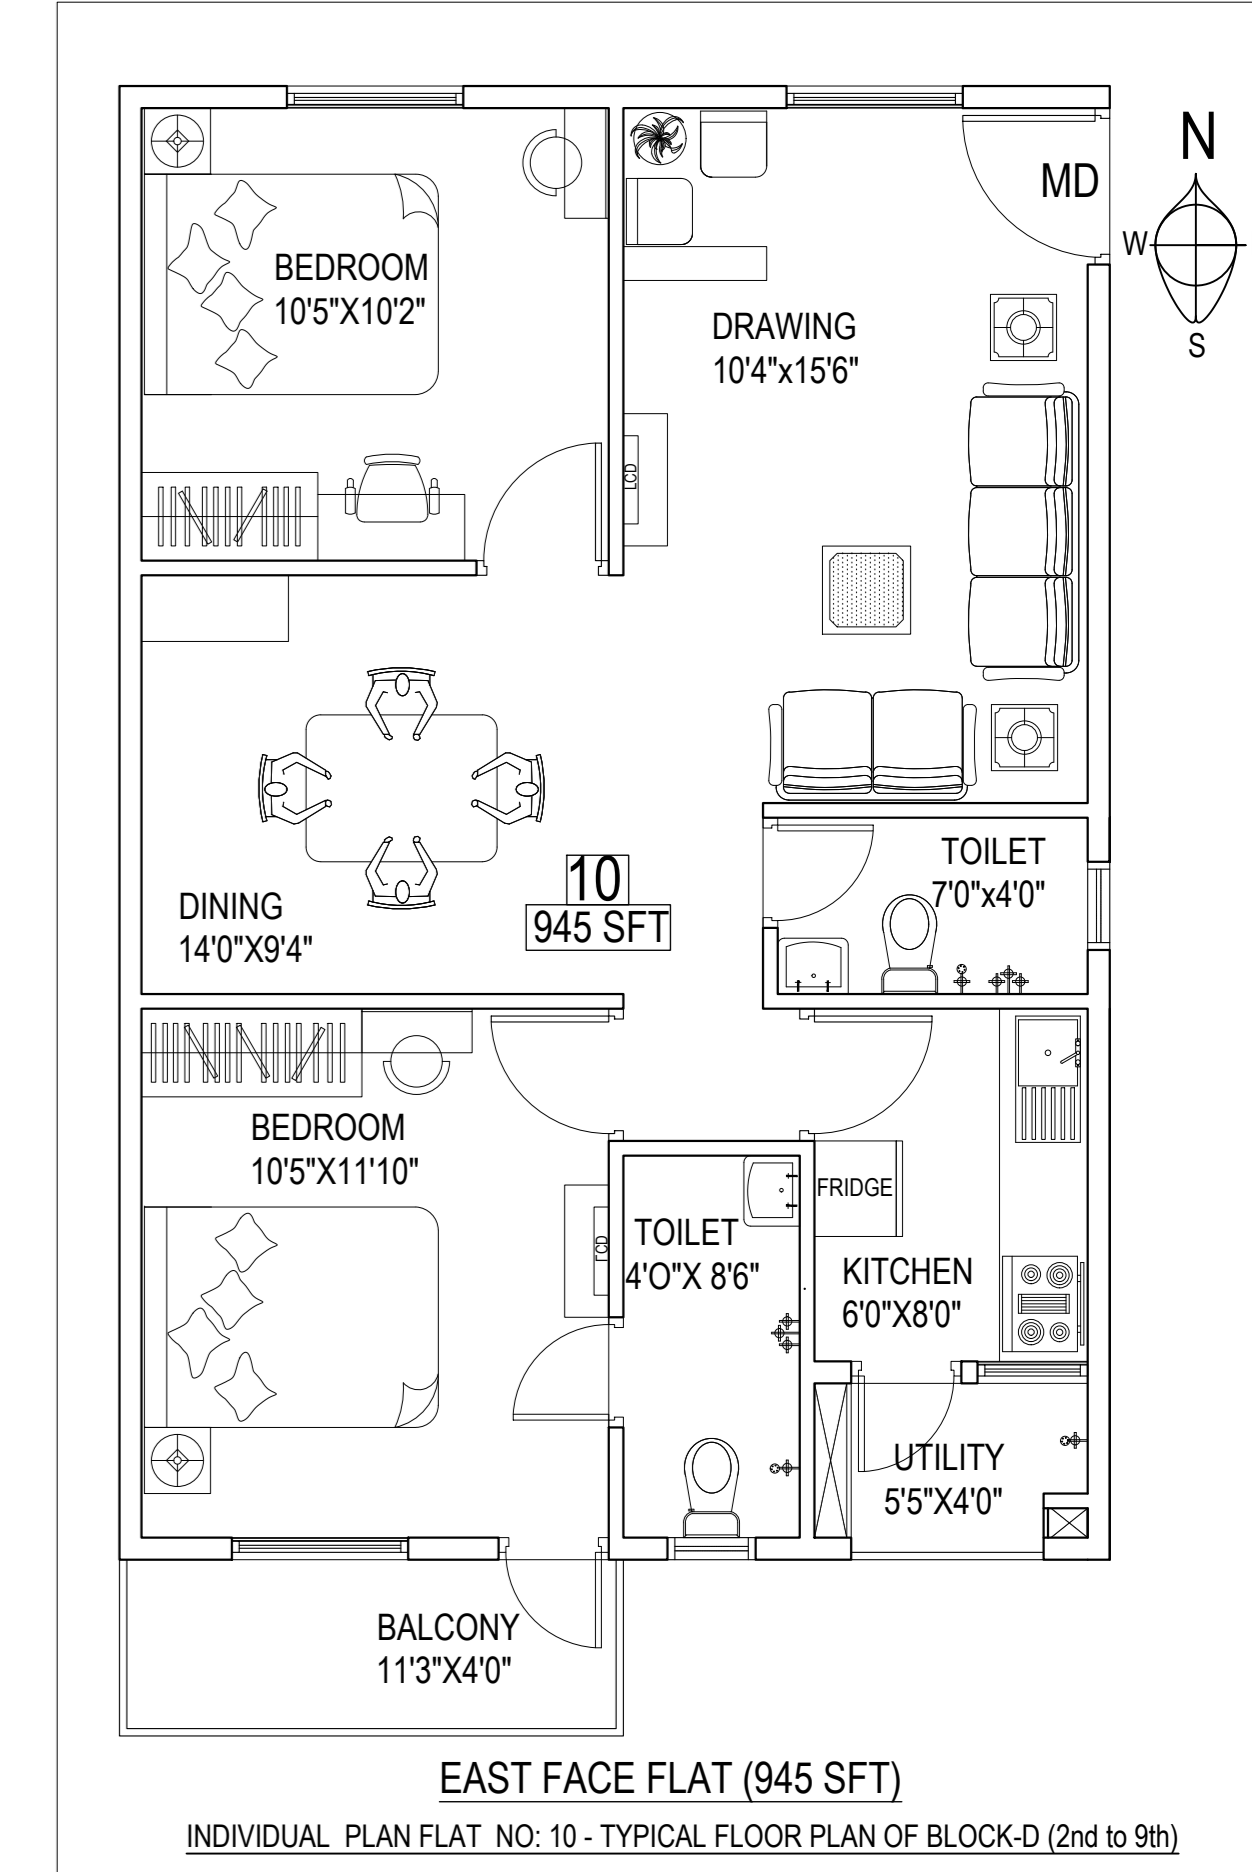 N
MD
W
S
BEDROOM
10'5"X10'2"
DRAWING
10'4"x15'6"
LCD
TOILET
7'0"x4'0"
10
945 SFT
DINING
14'0"X9'4"
BEDROOM
10'5"X11'10"
LCD
TOILET
4'O"X 8'6"
FRIDGE
KITCHEN
6'0"X8'0"
UTILITY
5'5"X4'0"
BALCONY
11'3"X4'0"
EAST FACE FLAT (945 SFT)
INDIVIDUAL PLAN FLAT NO: 10 - TYPICAL FLOOR PLAN OF BLOCK-D (2nd to 9th)